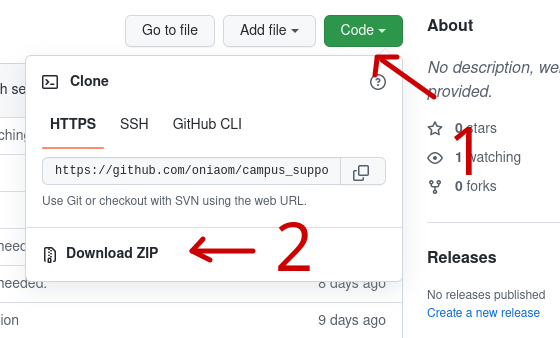 Go to file Add file Code
About
Clone
No description, we
provided.
h se
HTTPS SSH GitHub CLI
1
0 stars
ching
1 watching
https://github.com/oniaom/campus_suppo
0 forks
Use Git or checkout with SVN using the web URL.
Download ZIP
2
need
Releases
needed. 8 days ago
No releases published
Create a new release
ion 9 days ago